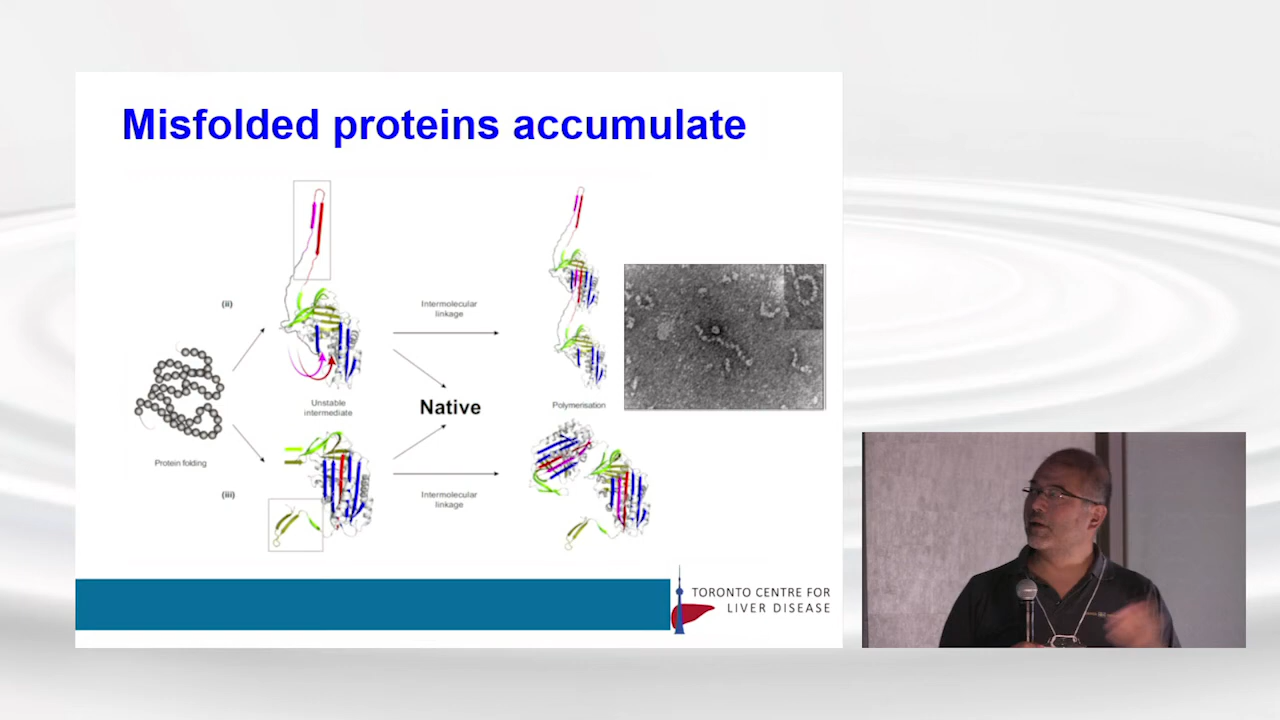 Misfolded proteins accumulate
(ii)
Intermolecular
linkage
Unstable
intermediate
Native
Polymerisation
Protein folding
(iii)
Intermolecular
linkage
TORONTO CENTRE FOR
LIVER DISEASE